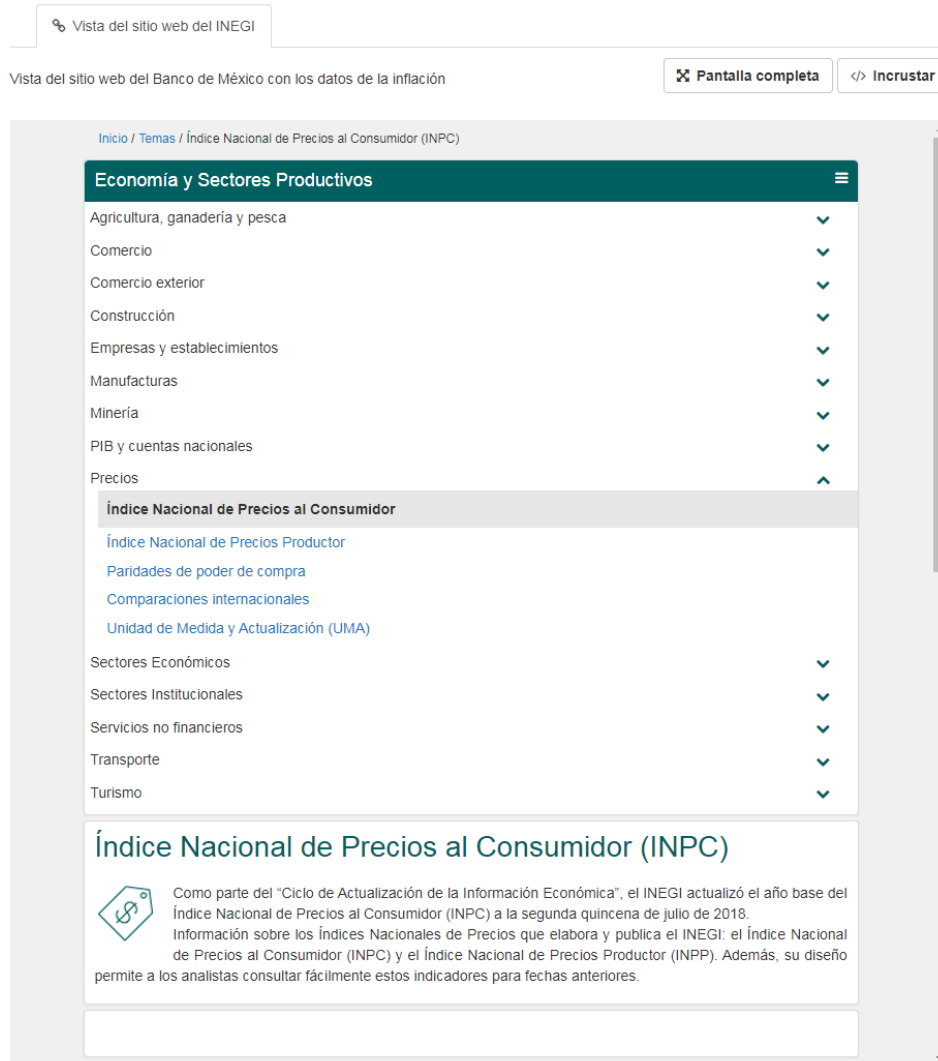 Vista del sitio web del INEGI
Vista del sitio web del Banco de México con los datos de la inflación
Pantalla completa
</> Incrustar
Inicio / Temas / Índice Nacional de Precios al Consumidor (INPC)
Economía y Sectores Productivos
Agricultura, ganadería y pesca
Comercio
Comercio exterior
Construcción
Empresas y establecimientos
Manufacturas
Minería
PIB y cuentas nacionales
Precios
Índice Nacional de Precios al Consumidor
Índice Nacional de Precios Productor
Paridades de poder de compra
Comparaciones internacionales
Unidad de Medida y Actualización (UMA)
Sectores Económicos
Sectores Institucionales
Servicios no financieros
Transporte
Turismo
Índice Nacional de Precios al Consumidor (INPC)
Como parte del “Ciclo de Actualización de la Información Económica”, el INEGI actualizó el año base del
Índice Nacional de Precios al Consumidor (INPC) a la segunda quincena de julio de 2018.
Información sobre los Índices Nacionales de Precios que elabora y publica el INEGI: el Índice Nacional
de Precios al Consumidor (INPC) y el Índice Nacional de Precios Productor (INPP). Además, su diseño
permite a los analistas consultar fácilmente estos indicadores para fechas anteriores.